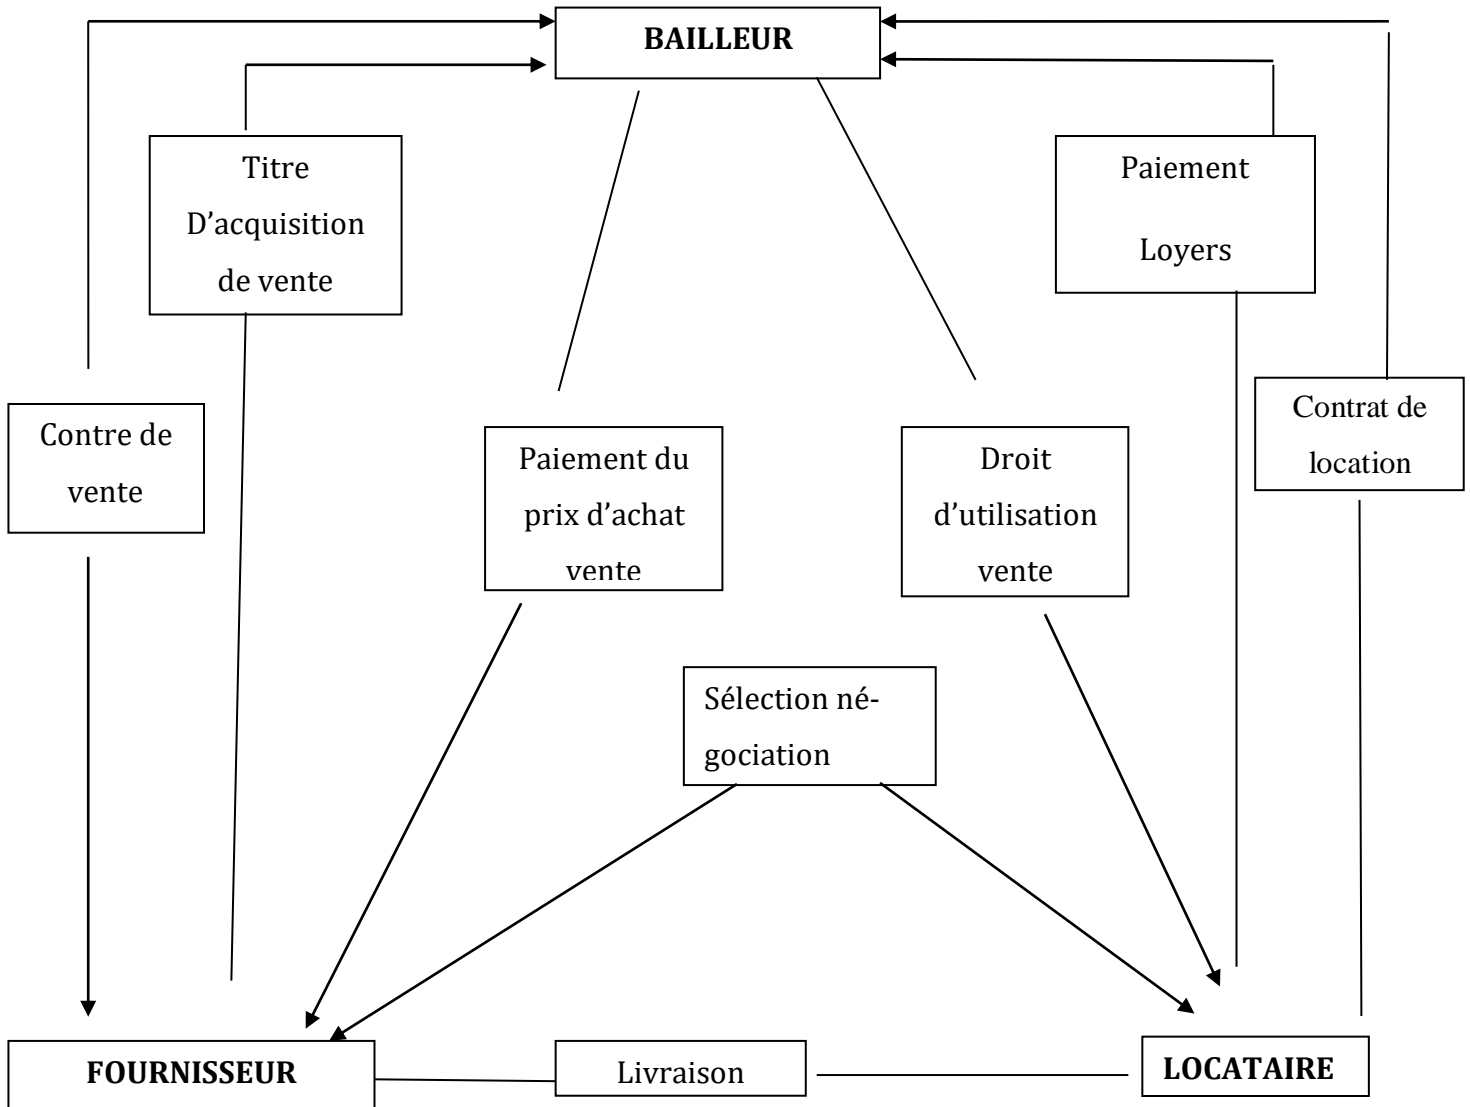 BAILLEUR
Titre
D’acquisition
de vente
Paiement
Loyers
Contre de
vente
Paiement du
prix d’achat
vente
Droit
d’utilisation
vente
Contrat de
location
Sélection né-
gociation
FOURNISSEUR
Livraison
LOCATAIRE